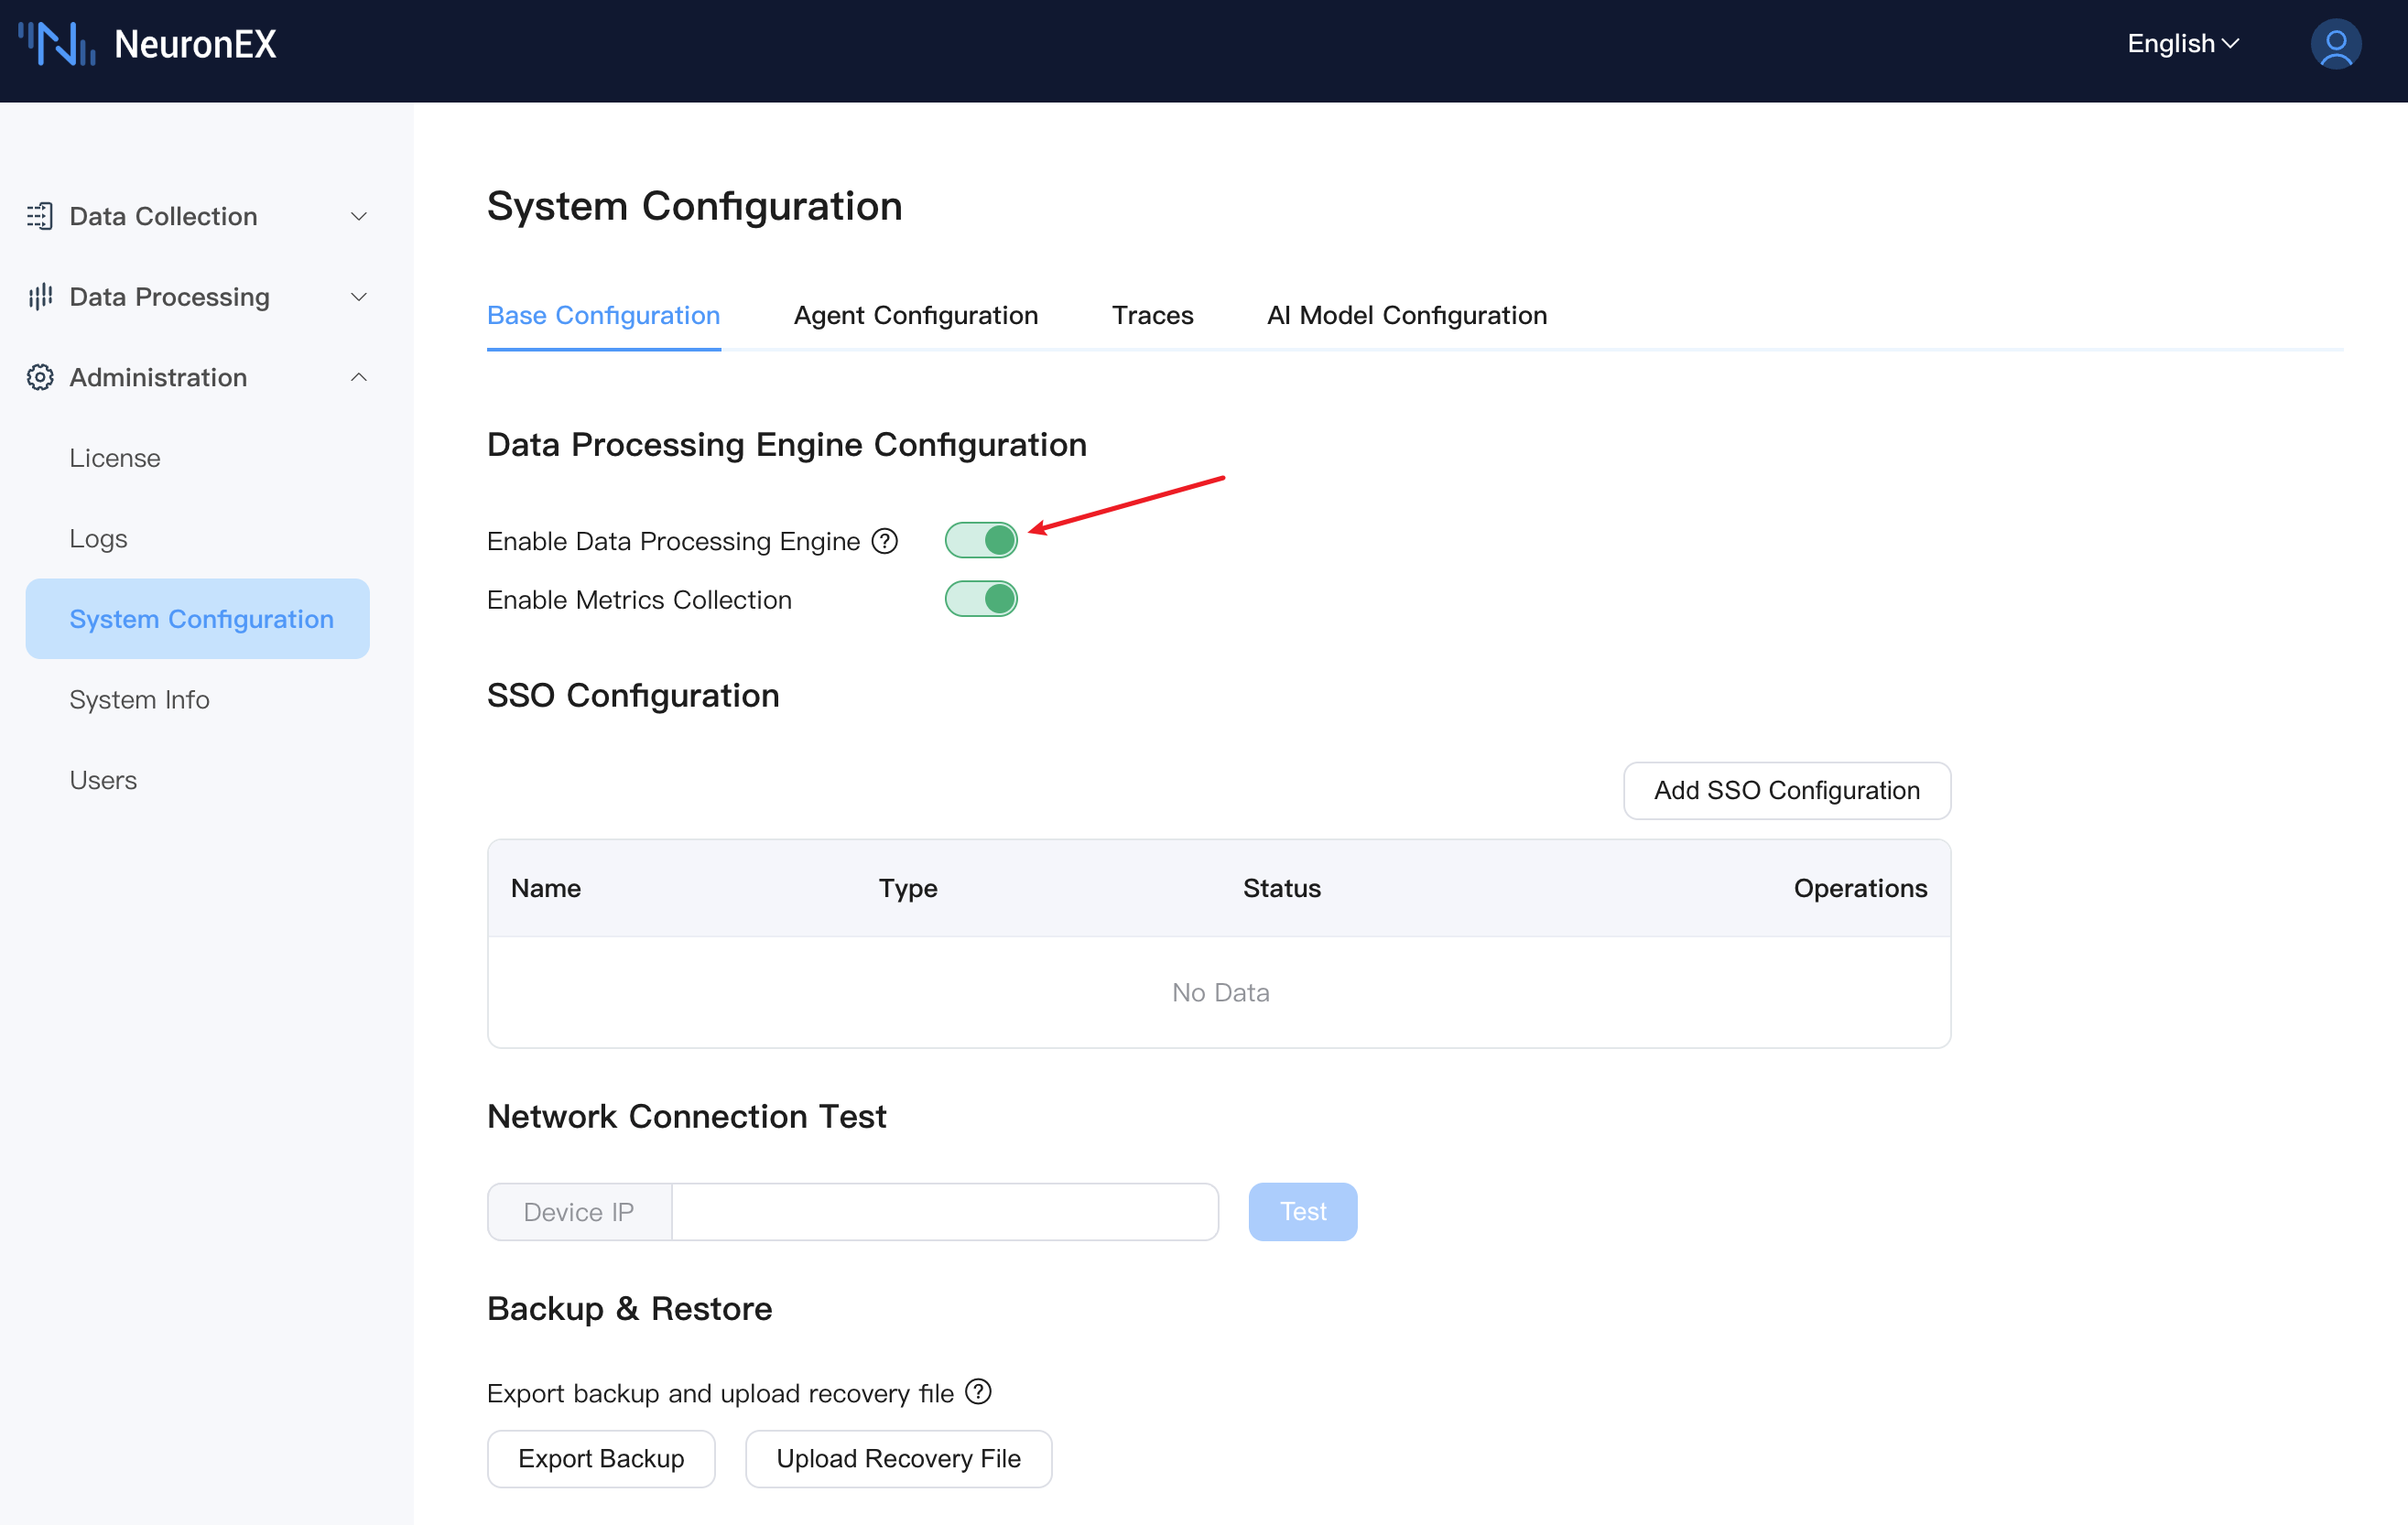 NeuronEX
English
Data Collection
Data Processing
Administration
License
Logs
System Configuration
System Info
Users
System Configuration
Base Configuration
Agent Configuration
Traces
AI Model Configuration
Data Processing Engine Configuration
Enable Data Processing Engine ?
Enable Metrics Collection
SSO Configuration
Add SSO Configuration
Name Type Status Operations
No Data
Network Connection Test
Device IP
Test
Backup & Restore
Export backup and upload recovery file ?
Export Backup
Upload Recovery File